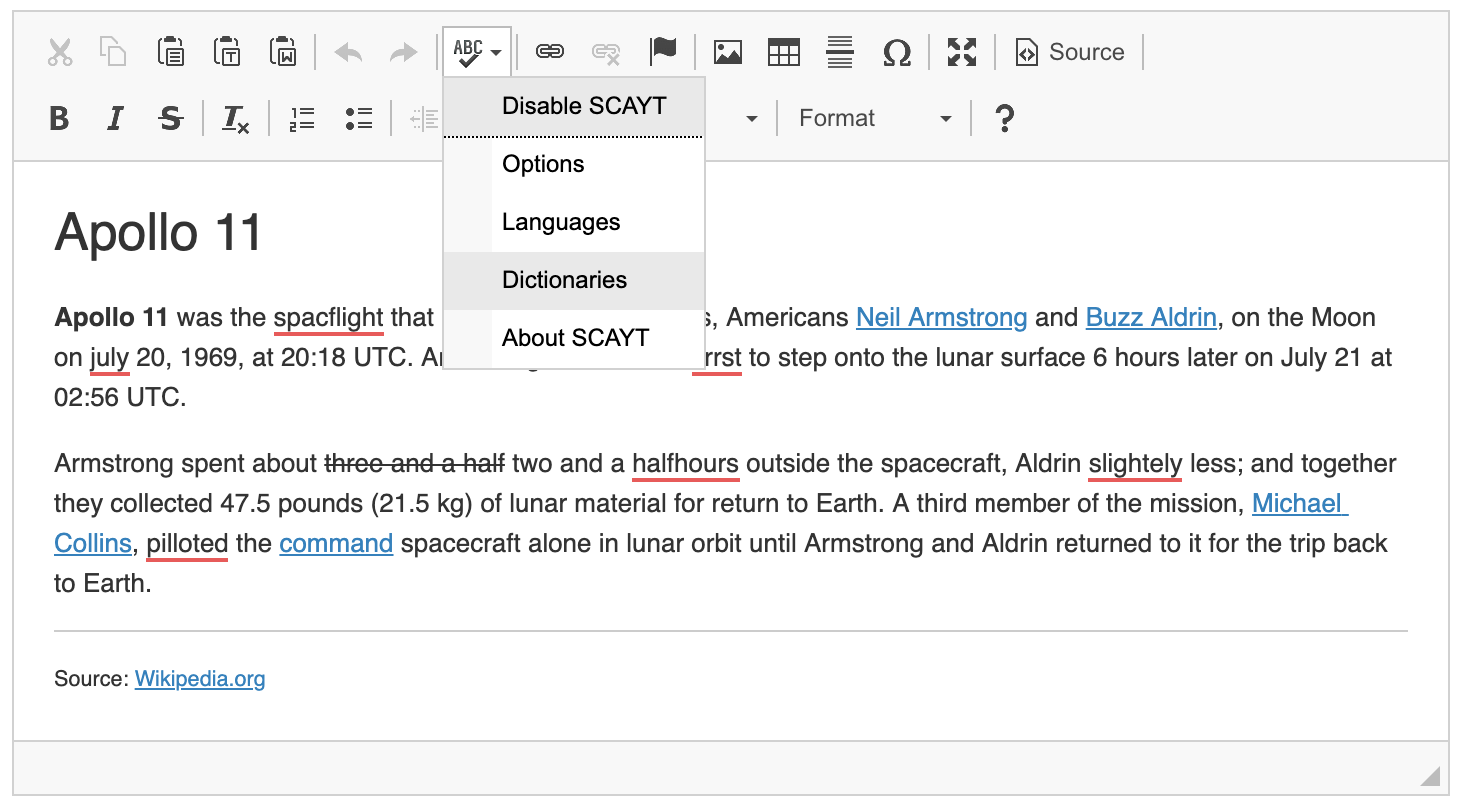 ABC
Source
B I S Tx
Format ?
Disable SCAYT
Options
Languages
Dictionaries
About SCAYT
Apollo 11
Apollo 11 was the spacflight that , Americans Neil Armstrong and Buzz Aldrin, on the Moon
on july 20, 1969, at 20:18 UTC. to step onto the lunar surface 6 hours later on July 21 at
02:56 UTC.
Armstrong spent about three and a half two and a halfhours outside the spacecraft, Aldrin slightely less; and together
they collected 47.5 pounds (21.5 kg) of lunar material for return to Earth. A third member of the mission, Michael
Collins, pilloted the command spacecraft alone in lunar orbit until Armstrong and Aldrin returned to it for the trip back
to Earth.
Source: Wikipedia.org